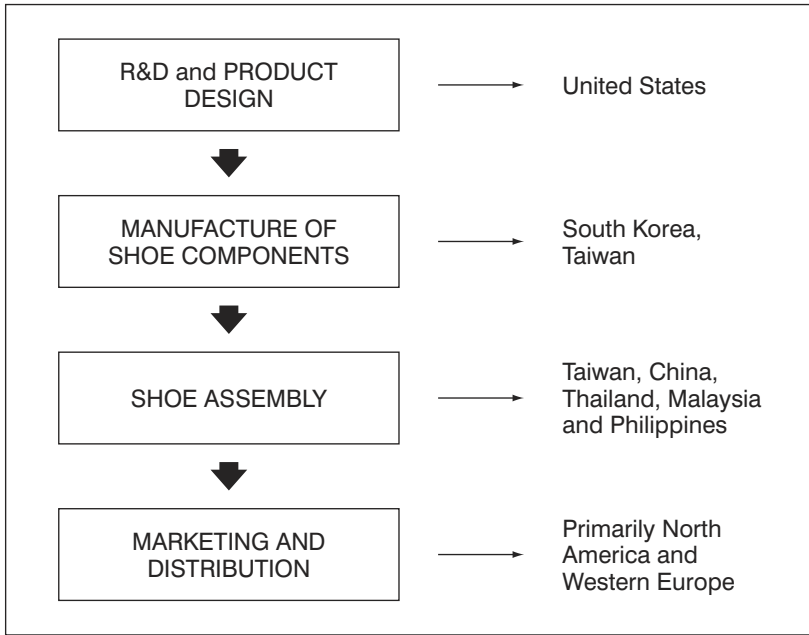 R&D and PRODUCT
DESIGN
United States
MANUFACTURE OF
SHOE COMPONENTS
South Korea,
Taiwan
SHOE ASSEMBLY
Taiwan, China,
Thailand, Malaysia
and Philippines
MARKETING AND
DISTRIBUTION
Primarily North
America and
Western Europe